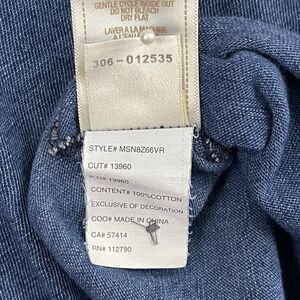 GENTLE CYCLE INSIDE OUT
DO NOT BLEACH
DRY FLAT
LAVER À LA MACHINE
306-012535
STYLE# MSN8Z66VR
CUT# 13960
13960
CONTENT# 100%COTTON
EXCLUSIVE OF DECORATION
COO# MADE IN CHINA
CA# 57414
RN# 112790